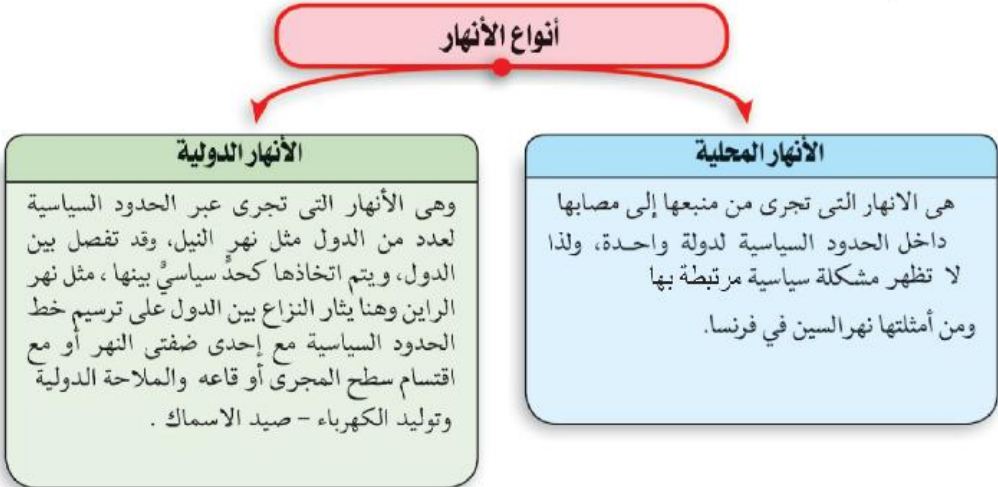 أنواع الأنهار
الأنهار المحلية
هى الانهار التى تجرى من منبعها إلى مصابها
داخل الحدود السياسية لدولة واحدة، ولذا
لا تظهر مشكلة سياسية مرتبطة بها
ومن أمثلتها نهر السين في فرنسا.
الأنهار الدولية
وهى الأنهار التى تجرى عبر الحدود السياسية
لعدد من الدول مثل نهر النيل، وقد تفصل بين
الدول، ويتم اتخاذها كحدٍّ سياسيٍّ بينها ، مثل نهر
الراين وهنا يثار النزاع بين الدول على ترسيم خط
الحدود السياسية مع إحدى ضفتى النهر أو مع
اقتسام سطح المجرى أو قاعه والملاحة الدولية
وتوليد الكهرباء – صيد الاسماك .